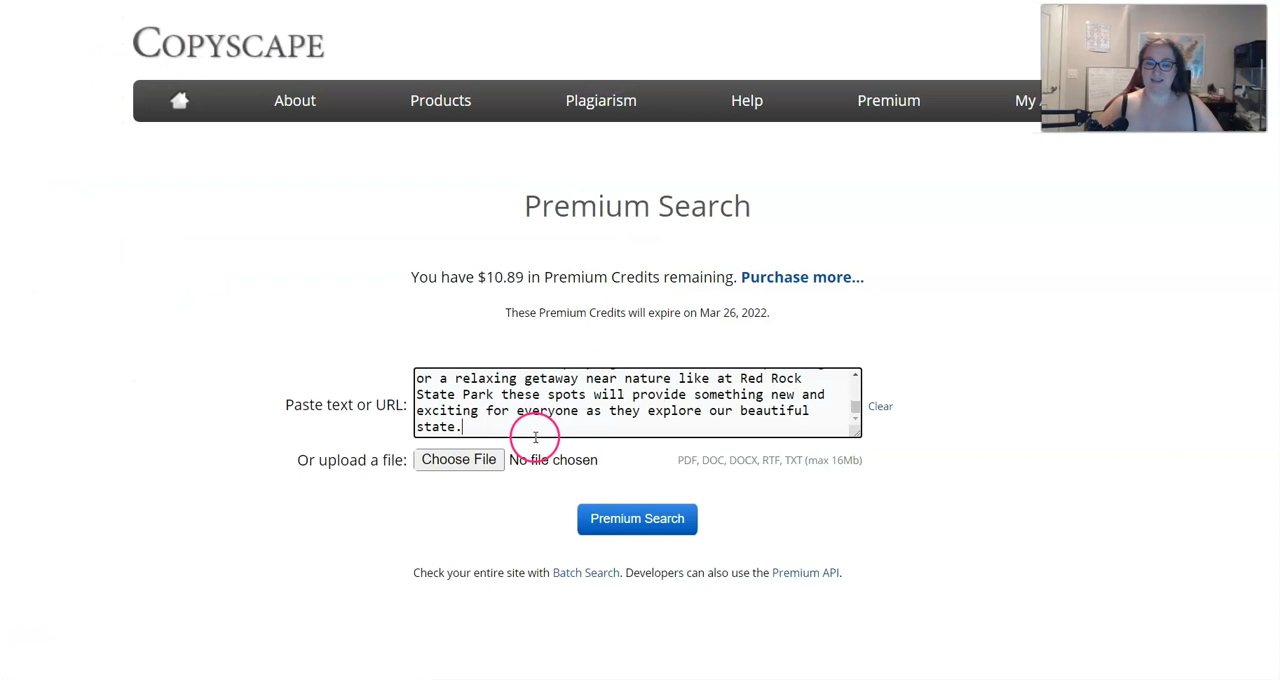 COPYSCAPE
About Products Plagiarism Help Premium My
Premium Search
You have $10.89 in Premium Credits remaining. Purchase more...
These Premium Credits will expire on Mar 26, 2022.
Paste text or URL:
or a relaxing getaway near nature like at Red Rock
State Park these spots will provide something new and
exciting for everyone as they explore our beautiful
state.
Clear
Or upload a file: Choose File No file chosen PDF, DOC, DOCX, RTF, TXT (max 16Mb)
Premium Search
Check your entire site with Batch Search. Developers can also use the Premium API.